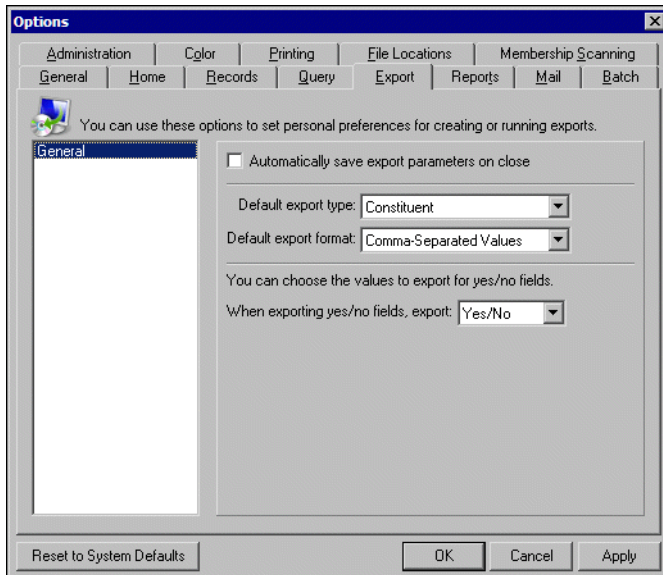 Options
Administration Color Printing File Locations Membership Scanning
General Home Records Query Export Reports Mail Batch
You can use these options to set personal preferences for creating or running exports.
General
Automatically save export parameters on close
Default export type: Constituent
Default export format: Comma-Separated Values
You can choose the values to export for yes/no fields.
When exporting yes/no fields, export: Yes/No
Reset to System Defaults OK Cancel Apply